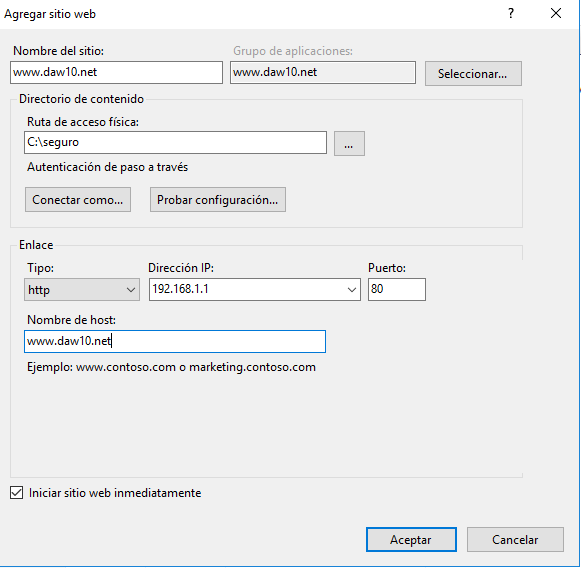 Agregar sitio web
?
Nombre del sitio:
Grupo de aplicaciones:
www.daw10.net
www.daw10.net
Seleccionar...
Directorio de contenido
Ruta de acceso física:
C:\seguro
...
Autenticación de paso a través
Conectar como...
Probar configuración...
Enlace
Tipo:
Dirección IP:
Puerto:
http
192.168.1.1
80
Nombre de host:
www.daw10.net
Ejemplo: www.contoso.com o marketing.contoso.com
Iniciar sitio web inmediatamente
Aceptar
Cancelar